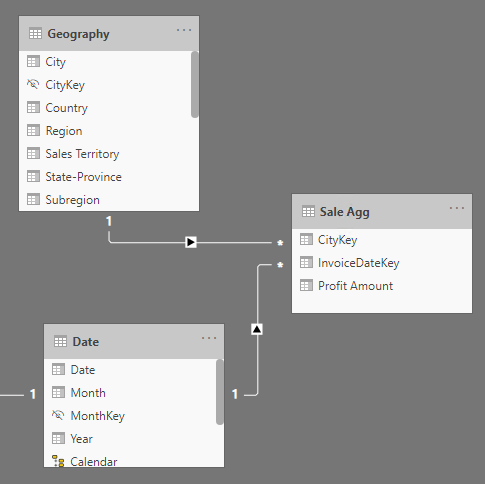 Geography
City
CityKey
Country
Region
Sales Territory
State-Province
Subregion
1
*
Sale Agg
CityKey
InvoiceDateKey
Profit Amount
*
1
Date
Date
Month
MonthKey
Year
Calendar
1